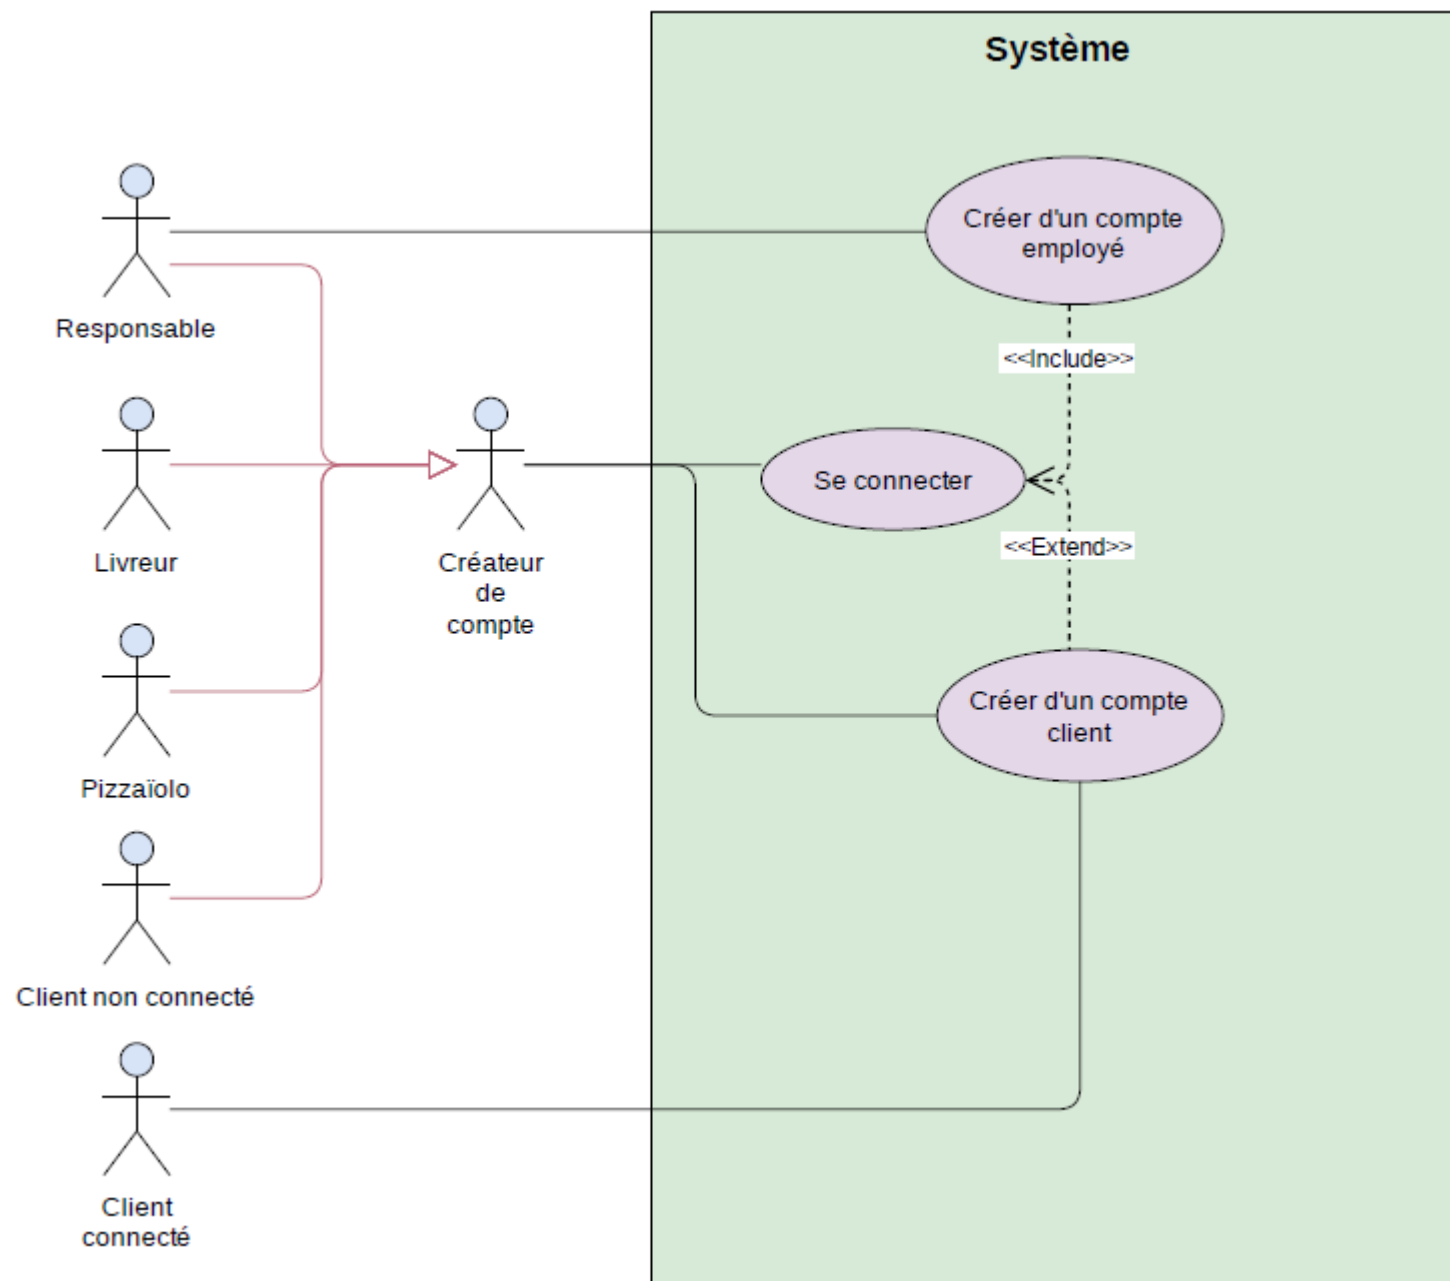 Système
Créer d'un compte
employé
Responsable
<<Include>>
Se connecter
Livreur
Créateur
de
compte
<<Extend>>
Créer d'un compte
client
Pizzaïolo
Client non connecté
Client
connecté